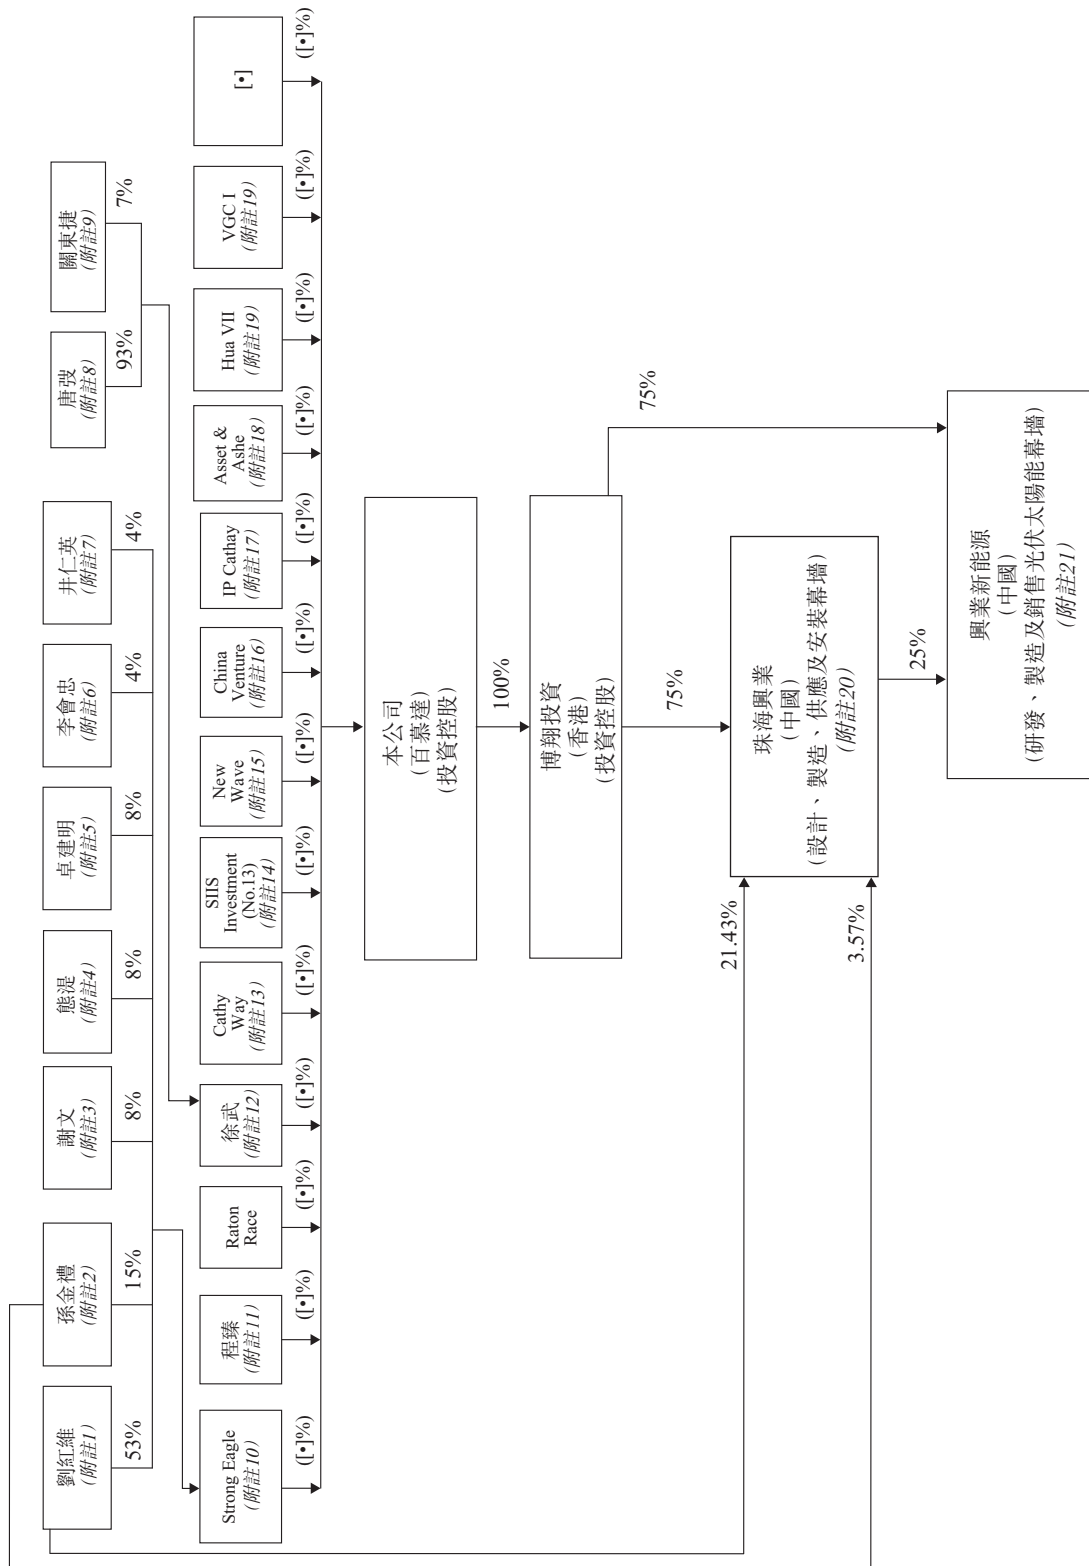 劉紅維
(附註1)
53%
孫金禮
(附註2)
15%
謝文
(附註3)
8%
態湜
(附註4)
8%
卓建明
(附註5)
8%
李會忠
(附註6)
4%
井仁英
(附註7)
4%
唐弢
(附註8)
93%
關東捷
(附註9)
7%
Strong Eagle
(附註10)
([•]%)
程臻
(附註11)
([•]%)
Raton
Race
([•]%)
徐武
(附註12)
([•]%)
Cathy
Way
(附註13)
([•]%)
SIIS
Investment
(No.13)
(附註14)
([•]%)
New
Wave
(附註15)
([•]%)
China
Venture
(附註16)
([•]%)
IP Cathay
(附註17)
([•]%)
Asset &
Ashe
(附註18)
([•]%)
Hua VII
(附註19)
([•]%)
VGC I
(附註19)
([•]%)
[•]
([•]%)
本公司
(百慕達)
(投資控股)
100%
博翔投資
(香港)
(投資控股)
75%
75%
21.43%
3.57%
珠海興業
(中國)
(設計、製造、供應及安裝幕墻)
(附註20)
25%
興業新能源
(中國)
(研發、製造及銷售光伏太陽能幕墻)
(附註21)